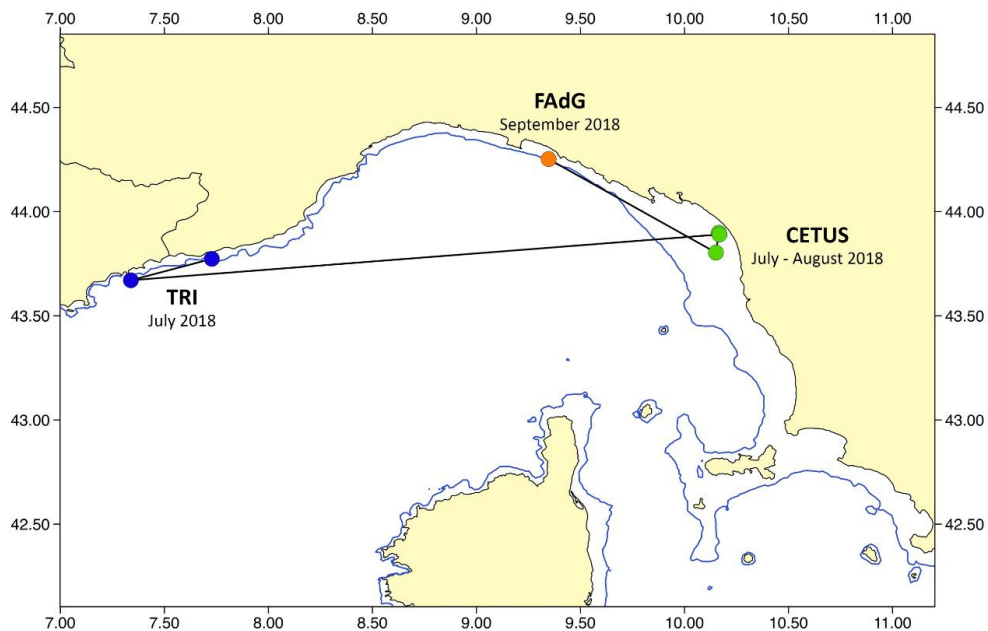 7.00 7.50 8.00 8.50 9.00 9.50 10.00 10.50 11.00
44.50 44.50
FAdG
September 2018
44.00 44.00
CETUS
July - August 2018
TRI
July 2018
43.50 43.50
43.00 43.00
42.50 42.50
7.00 7.50 8.00 8.50 9.00 9.50 10.00 10.50 11.00